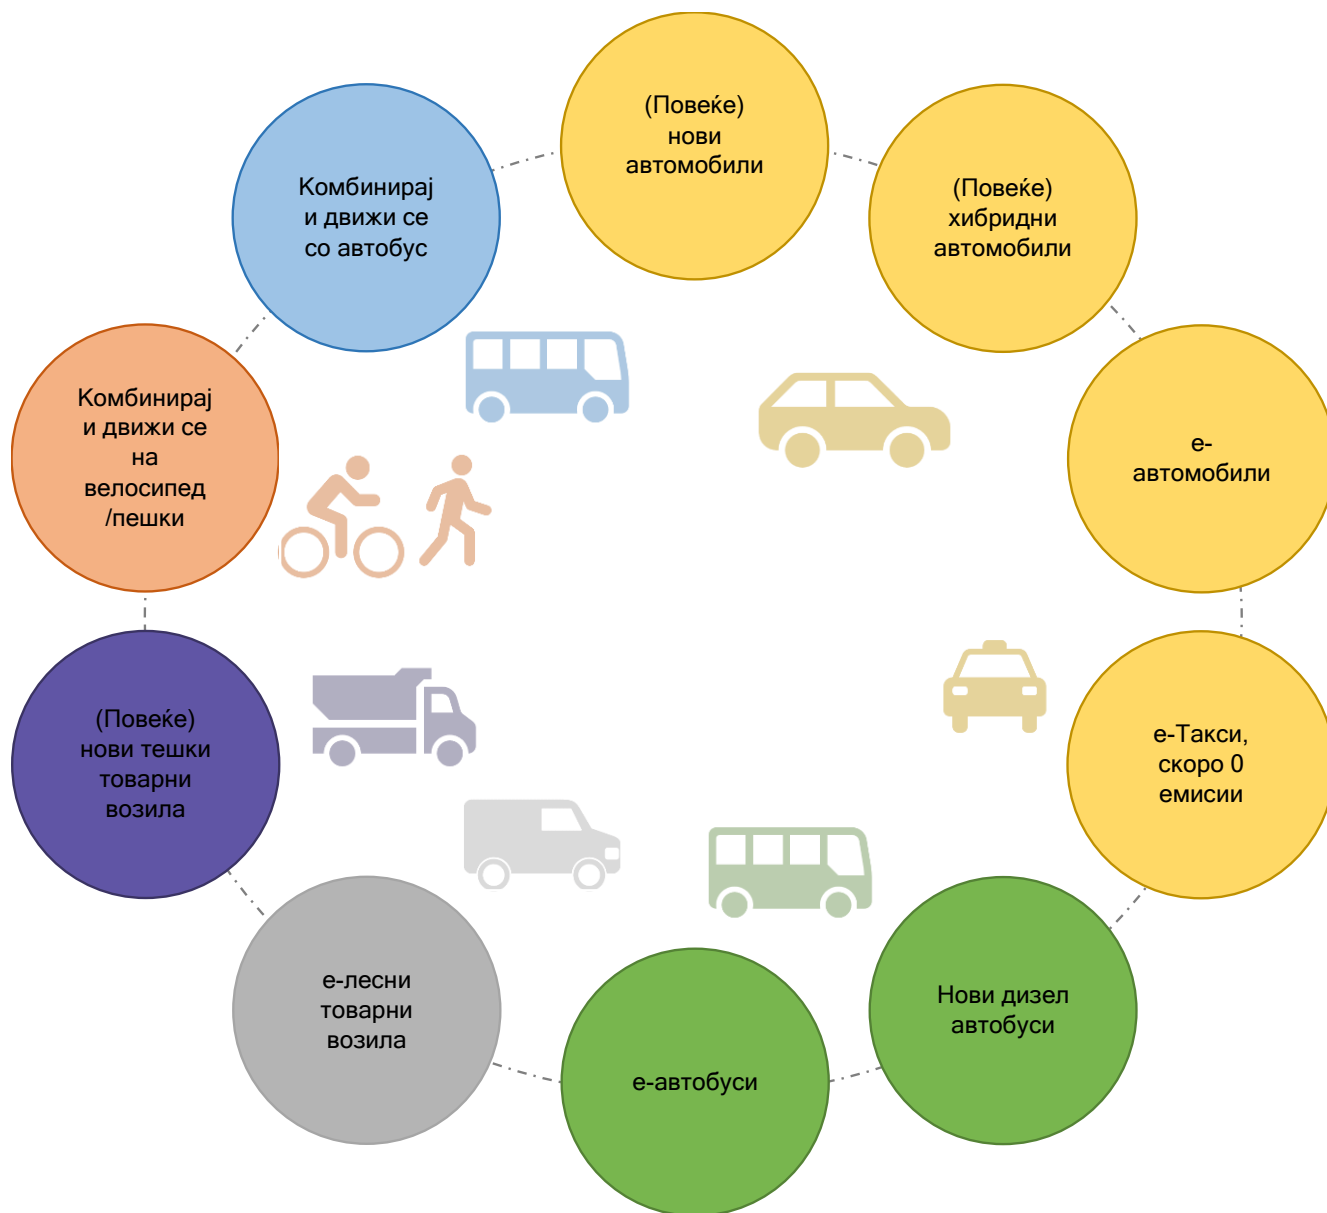 (Повеќе)
нови
автомобили
(Повеќе)
хибридни
автомобили
е-
автомобили
е-Такси,
скоро 0
емисии
Нови дизел
автобуси
е-автобуси
е-лесни
товарни
возила
(Повеќе)
нови тешки
товарни
возила
Комбинирај
и движи се
на
велосипед
/пешки
Комбинирај
и движи се
со автобус